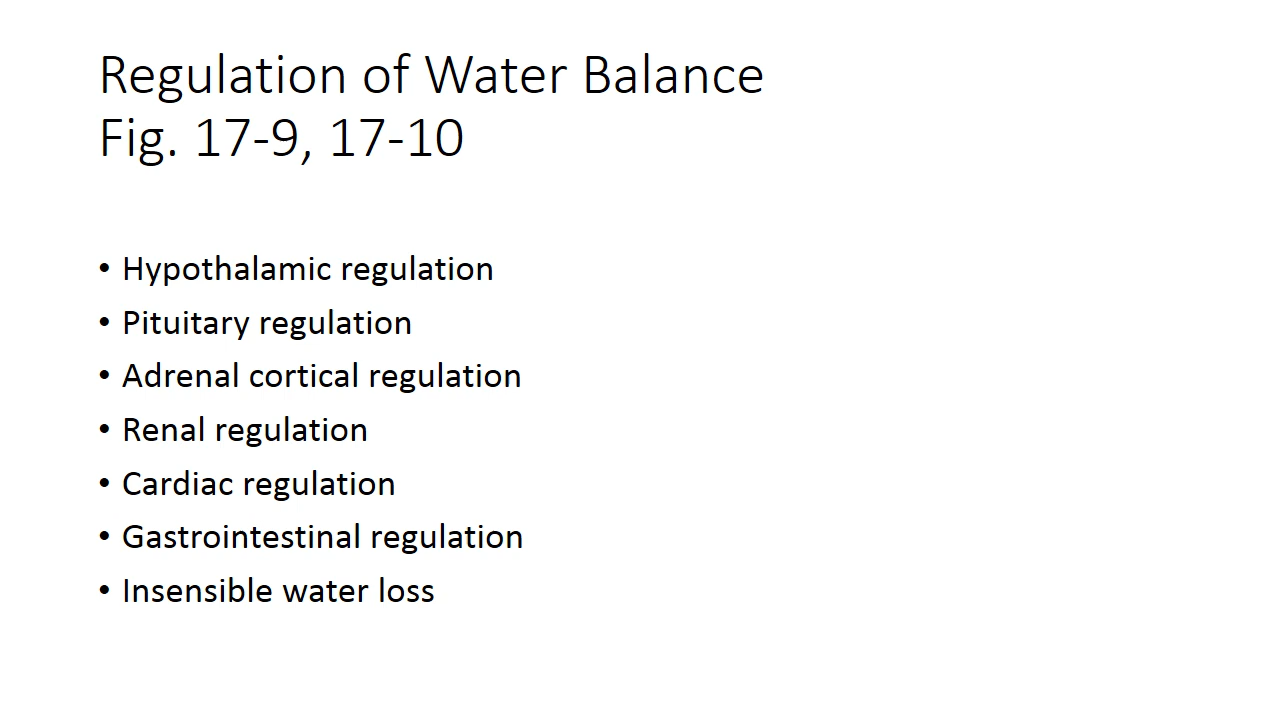 Regulation of Water Balance
Fig. 17-9, 17-10
• Hypothalamic regulation
• Pituitary regulation
• Adrenal cortical regulation
• Renal regulation
• Cardiac regulation
• Gastrointestinal regulation
• Insensible water loss